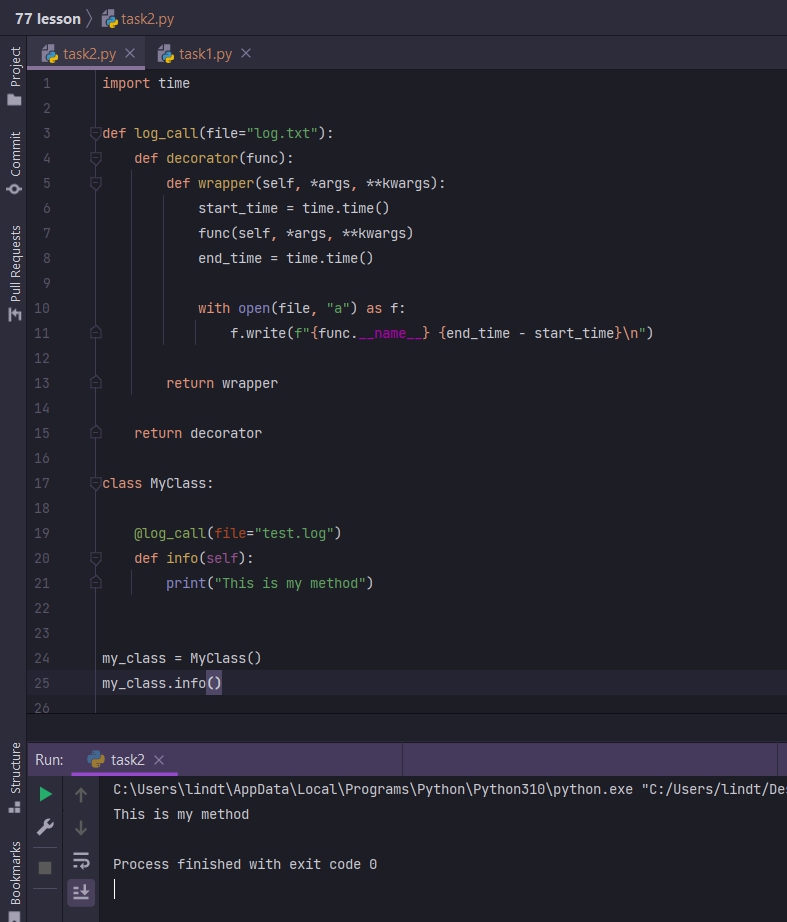 77 lesson task2.py
task2.py task1.py
Project
Commit
Pull Requests
1 import time
2
3 def log_call(file="log.txt"):
4 def decorator(func):
5 def wrapper(self, *args, **kwargs):
6 start_time = time.time()
7 func(self, *args, **kwargs)
8 end_time = time.time()
9
10 with open(file, "a") as f:
11 f.write(f"{func.__name__} {end_time - start_time}\n")
12
13 return wrapper
14
15 return decorator
16
17 class MyClass:
18
19 @log_call(file="test.log")
20 def info(self):
21 print("This is my method")
22
23
24 my_class = MyClass()
25 my_class.info()
26
Structure
Bookmarks
Run: task2
C:\Users\lindt\AppData\Local\Programs\Python\Python310\python.exe "C:/Users/lindt/De
This is my method
Process finished with exit code 0